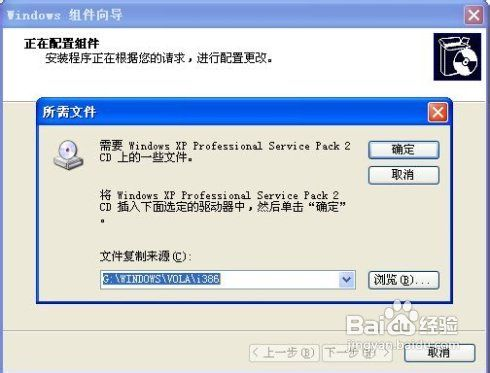 Windows 组件向导
正在配置组件
安装程序正在根据您的请求，进行配置更改。
所需文件
需要 Windows XP Professional Service Pack 2
CD 上的一些文件。
确定
取消
将 Windows XP Professional Service Pack 2
CD 插入下面选定的驱动器中，然后单击“确定”
。
文件复制来源(C):
G:\WINDOWS\VOLA\i386
浏览(B)...
<上一步(B)
下一步(N)>
取消
Baidu经验
jingyan.baidu.com